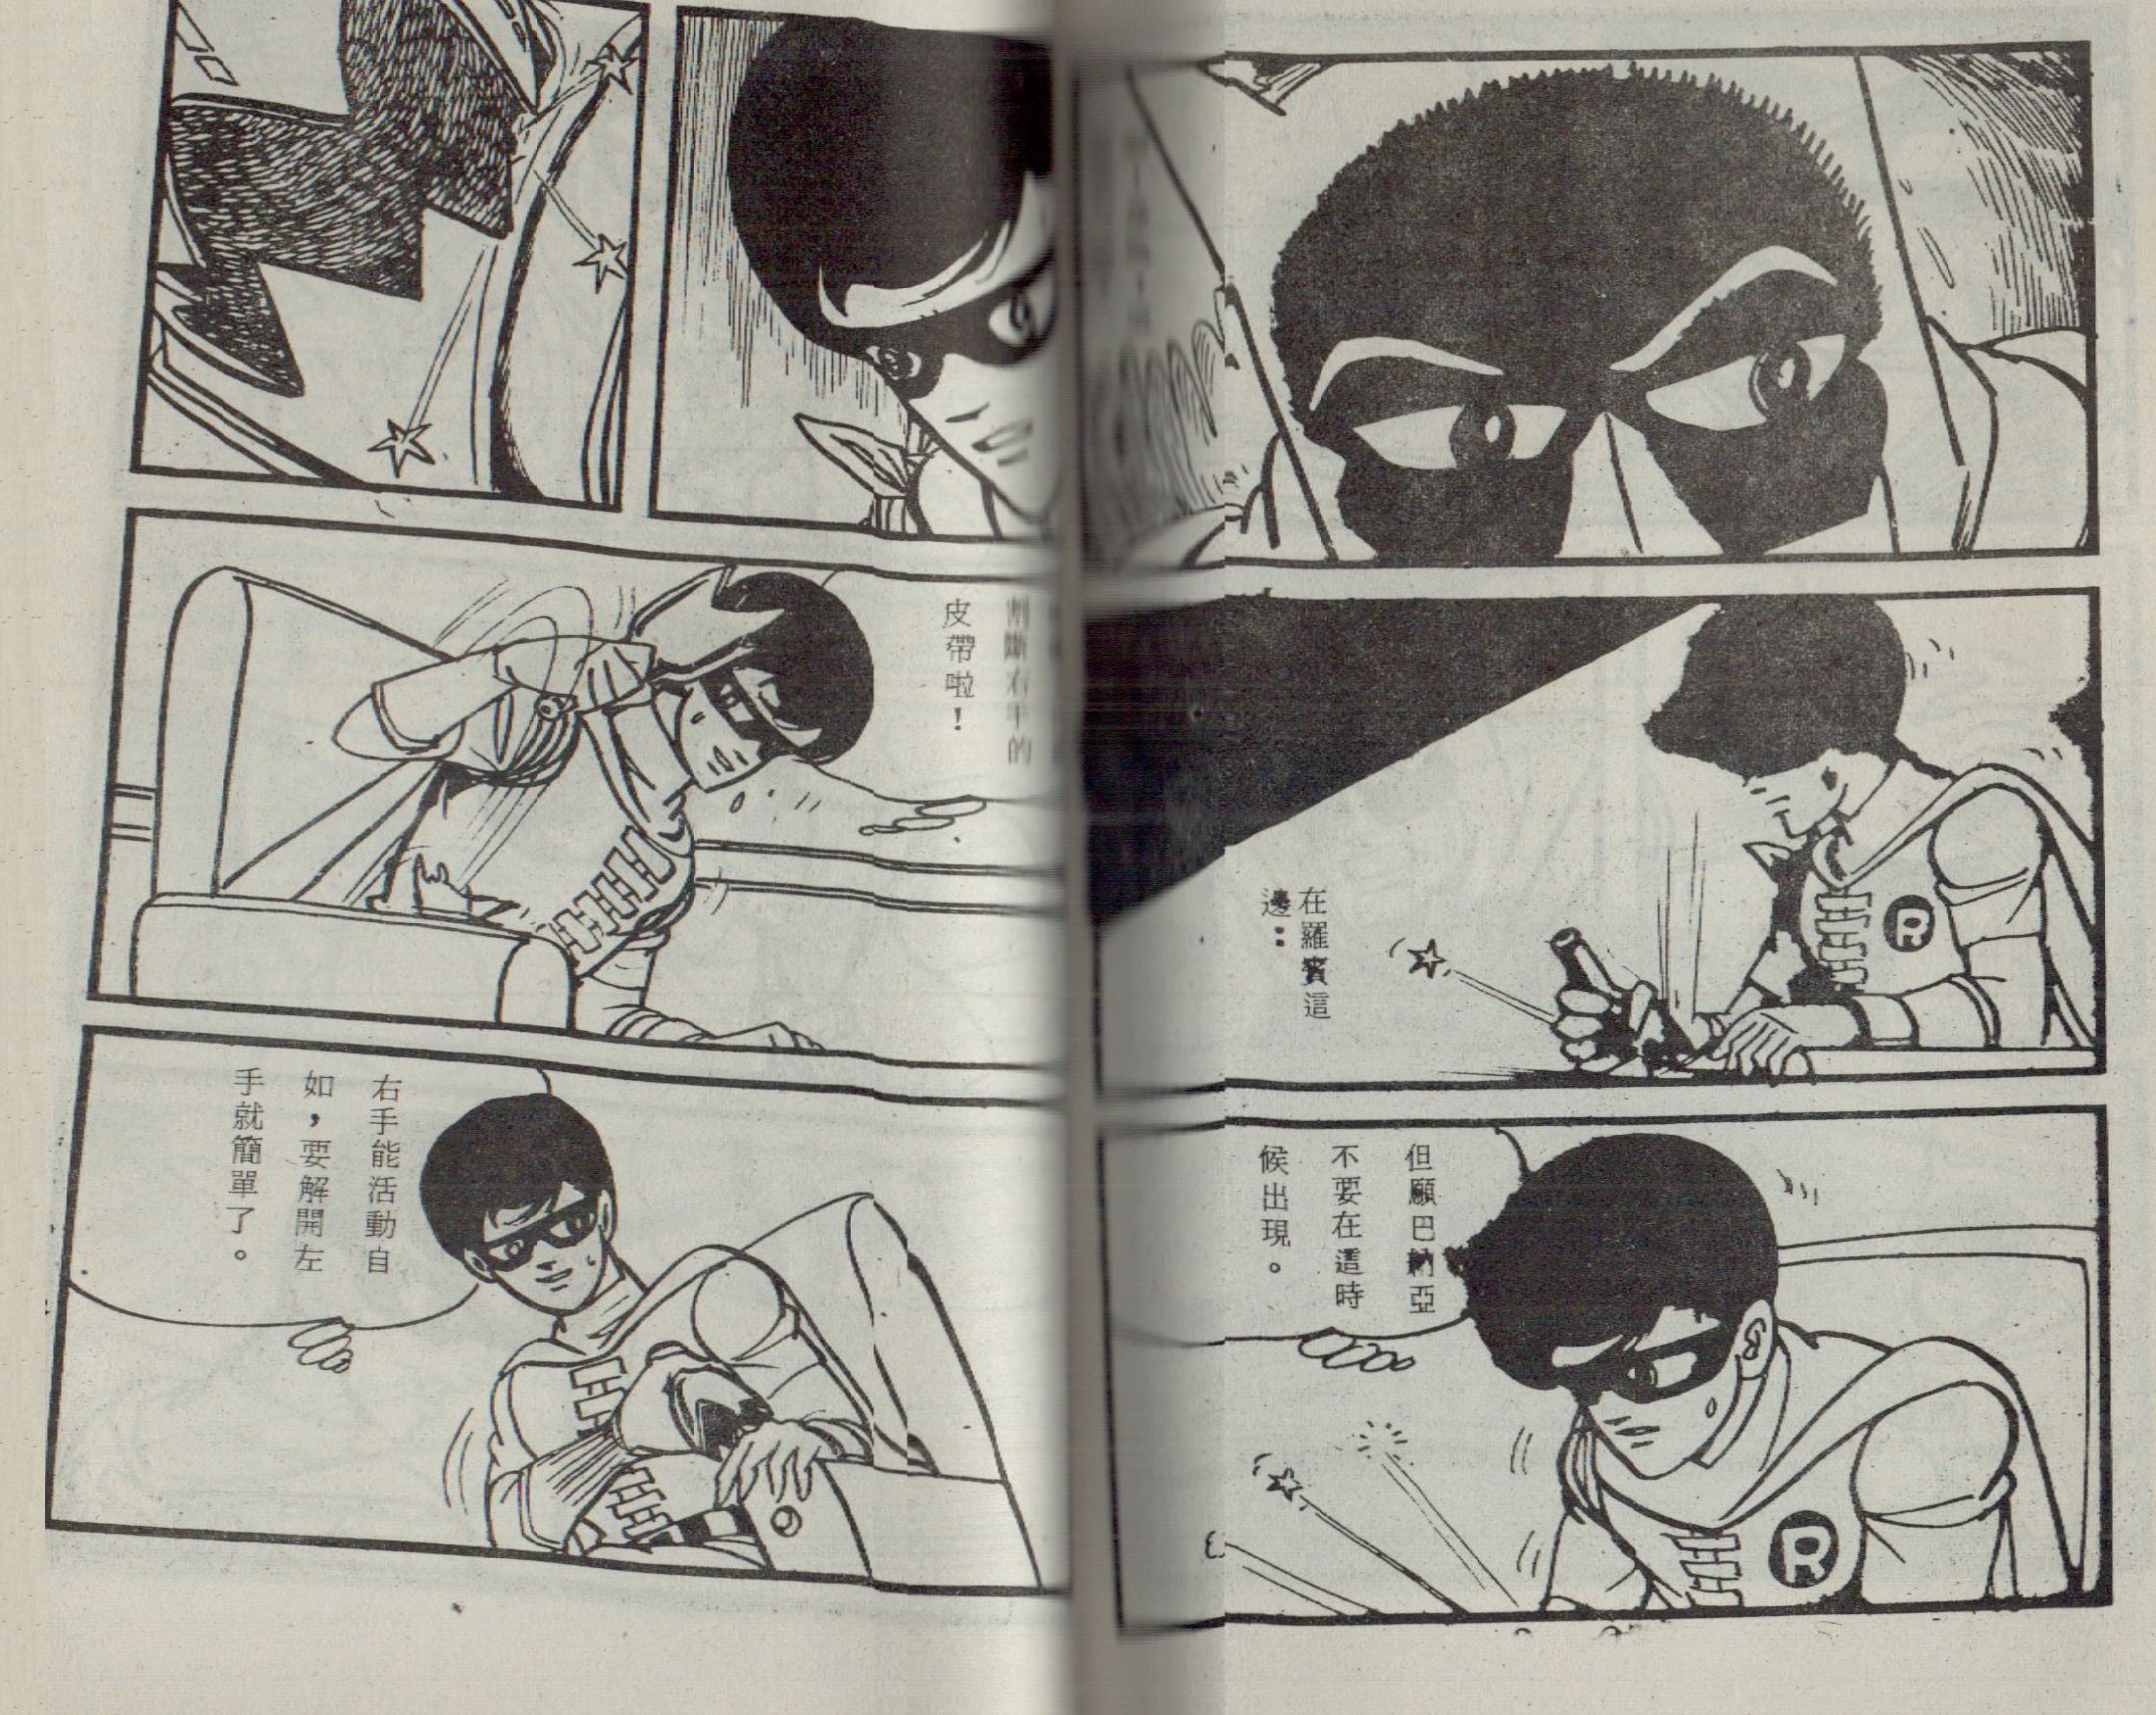 在羅賓這
邊：
R
但願巴納亞
不要在這時
候出現。
R
斷右手的
皮帶啦！
右手能活動自
如，要解開左
手就簡單了。